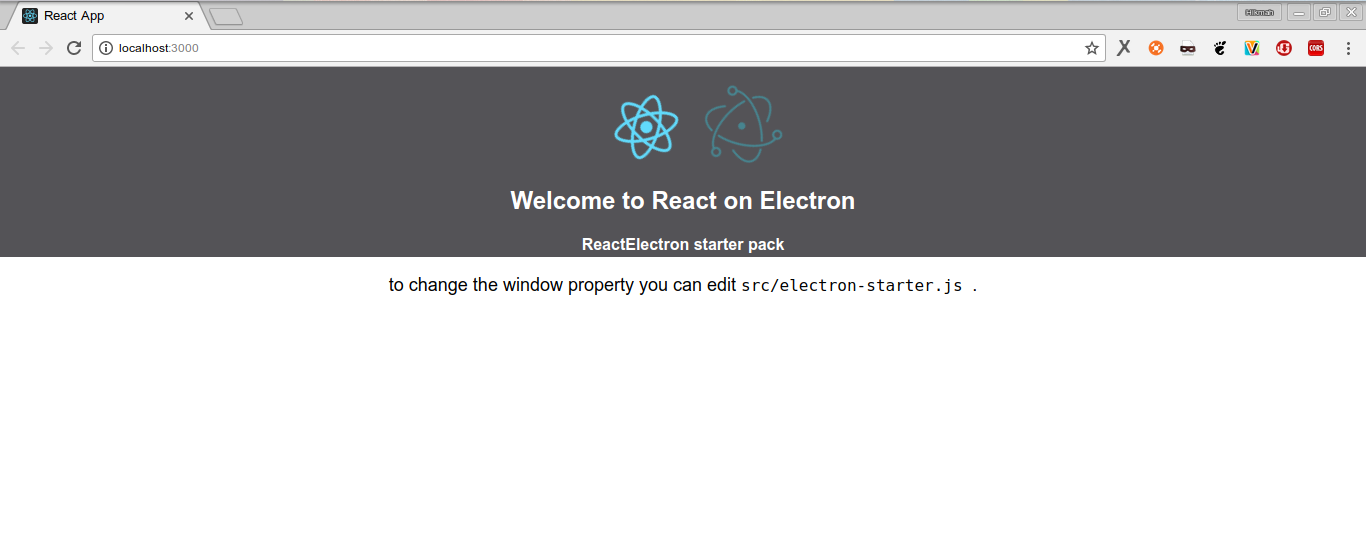 React App
Hikmah
localhost:3000
CORS
Welcome to React on Electron
ReactElectron starter pack
to change the window property you can edit src/electron-starter.js .